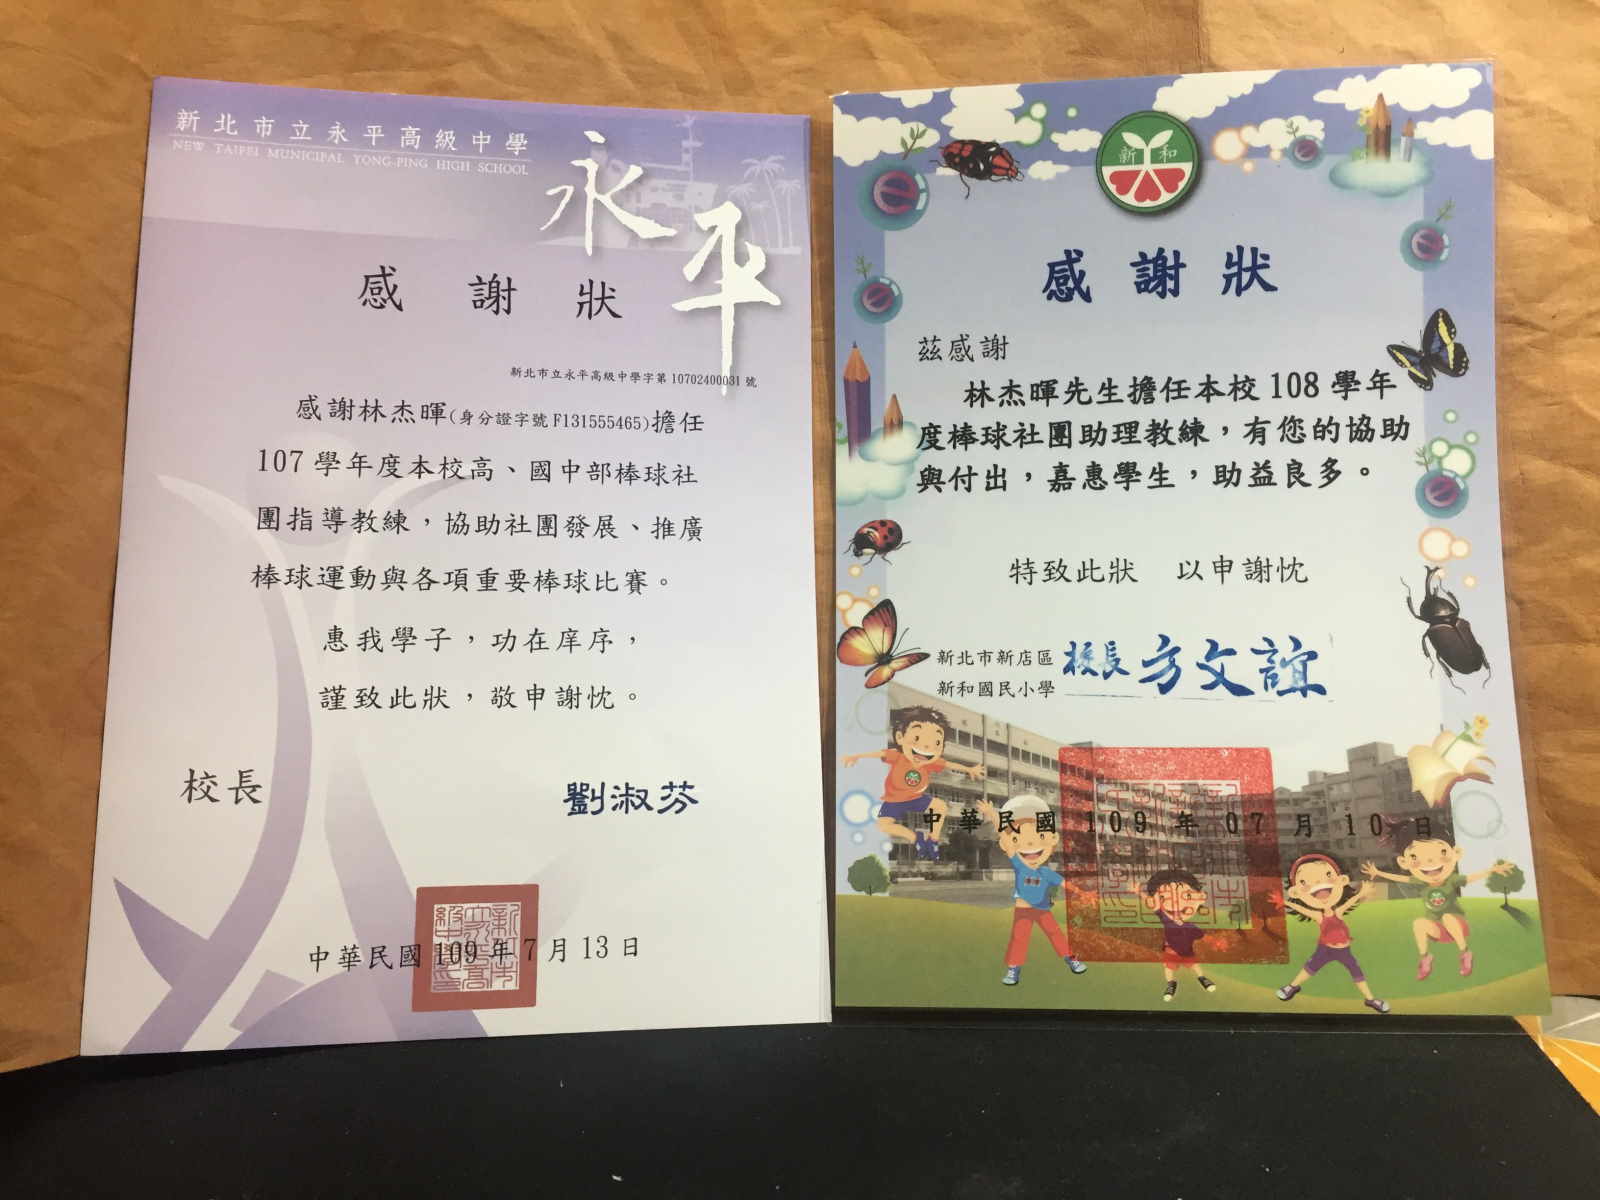 新北市立永平高級中學
NEW TAIPEI MUNICIPAL YONG-PING HIGH SCHOOL
永平
感謝狀
新北市立永平高級中學字第10702400031號
感謝林杰暉(身分證字號F131555465)擔任
107學年度本校高、國中部棒球社
團指導教練，協助社團發展、推廣
棒球運動與各項重要棒球比賽。
惠我學子，功在庠序，
謹致此狀，敬申謝忱。
校長 劉淑芬
中華民國109年7月13日
新和
感謝狀
茲感謝
林杰暉先生擔任本校108學年
度棒球社團助理教練，有您的協助
與付出，嘉惠學生，助益良多。
特致此狀 以申謝忱
新北市新店區
新和國民小學
校長 方文誼
中華民國109年07月10日